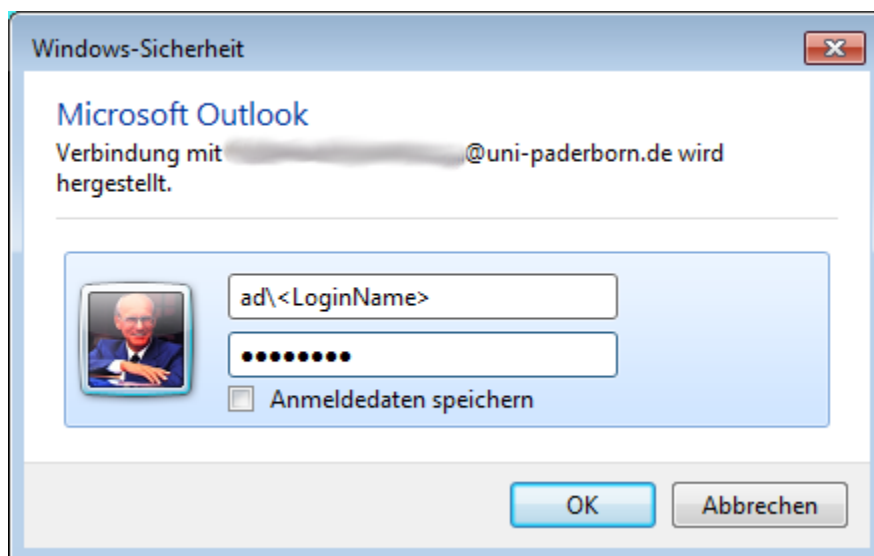 Windows-Sicherheit
Microsoft Outlook
Verbindung mit @uni-paderborn.de wird
hergestellt.
ad\<LoginName>
●●●●●●●●
Anmeldedaten speichern
OK
Abbrechen